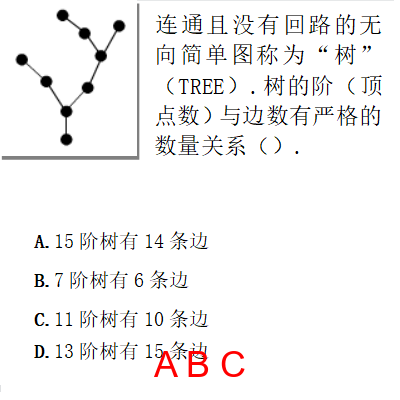 连通且没有回路的无
向简单图称为“树”
（TREE）.树的阶（顶
点数）与边数有严格的
数量关系（）.
A.15 阶树有 14 条边
B.7 阶树有 6 条边
C.11 阶树有 10 条边
D.13 阶树有 15 条边
A B C